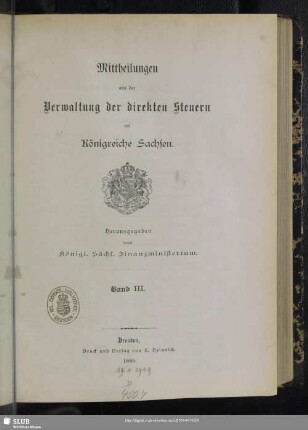 Mittheilungen
aus der
Verwaltung der direkten Steuern
im
Königreiche Sachsen.
Herausgegeben
vom
Königl. Sächs. Finanzministerium.
Band III.
Dresden,
Druck und Verlag von C. Heinrich.
SLUB